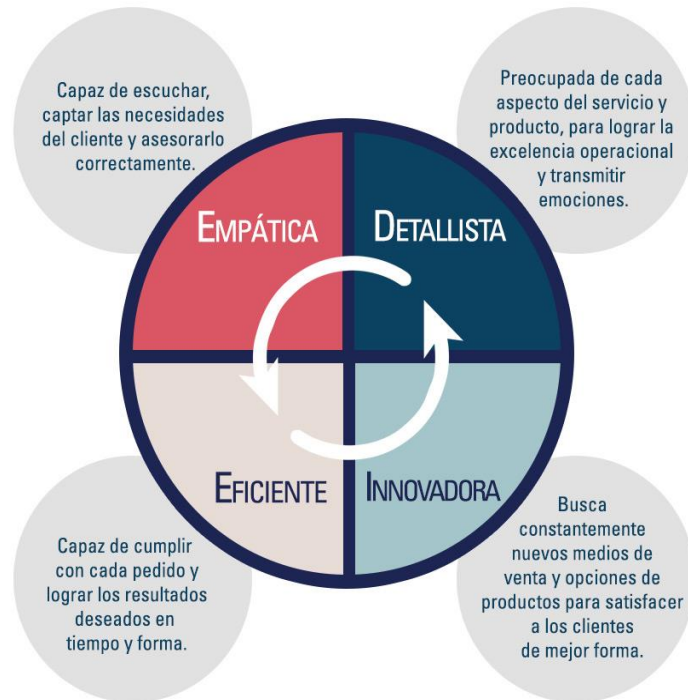 Capaz de escuchar,
captar las necesidades
del cliente y asesorarlo
correctamente.
Preocupada de cada
aspecto del servicio y
producto, para lograr la
excelencia operacional
y transmitir
emociones.
EMPÁTICA
DETALLISTA
EFICIENTE
INNOVADORA
Capaz de cumplir
con cada pedido y
lograr los resultados
deseados en
tiempo y forma.
Busca
constantemente
nuevos medios de
venta y opciones de
productos para satisfacer
a los clientes
de mejor forma.